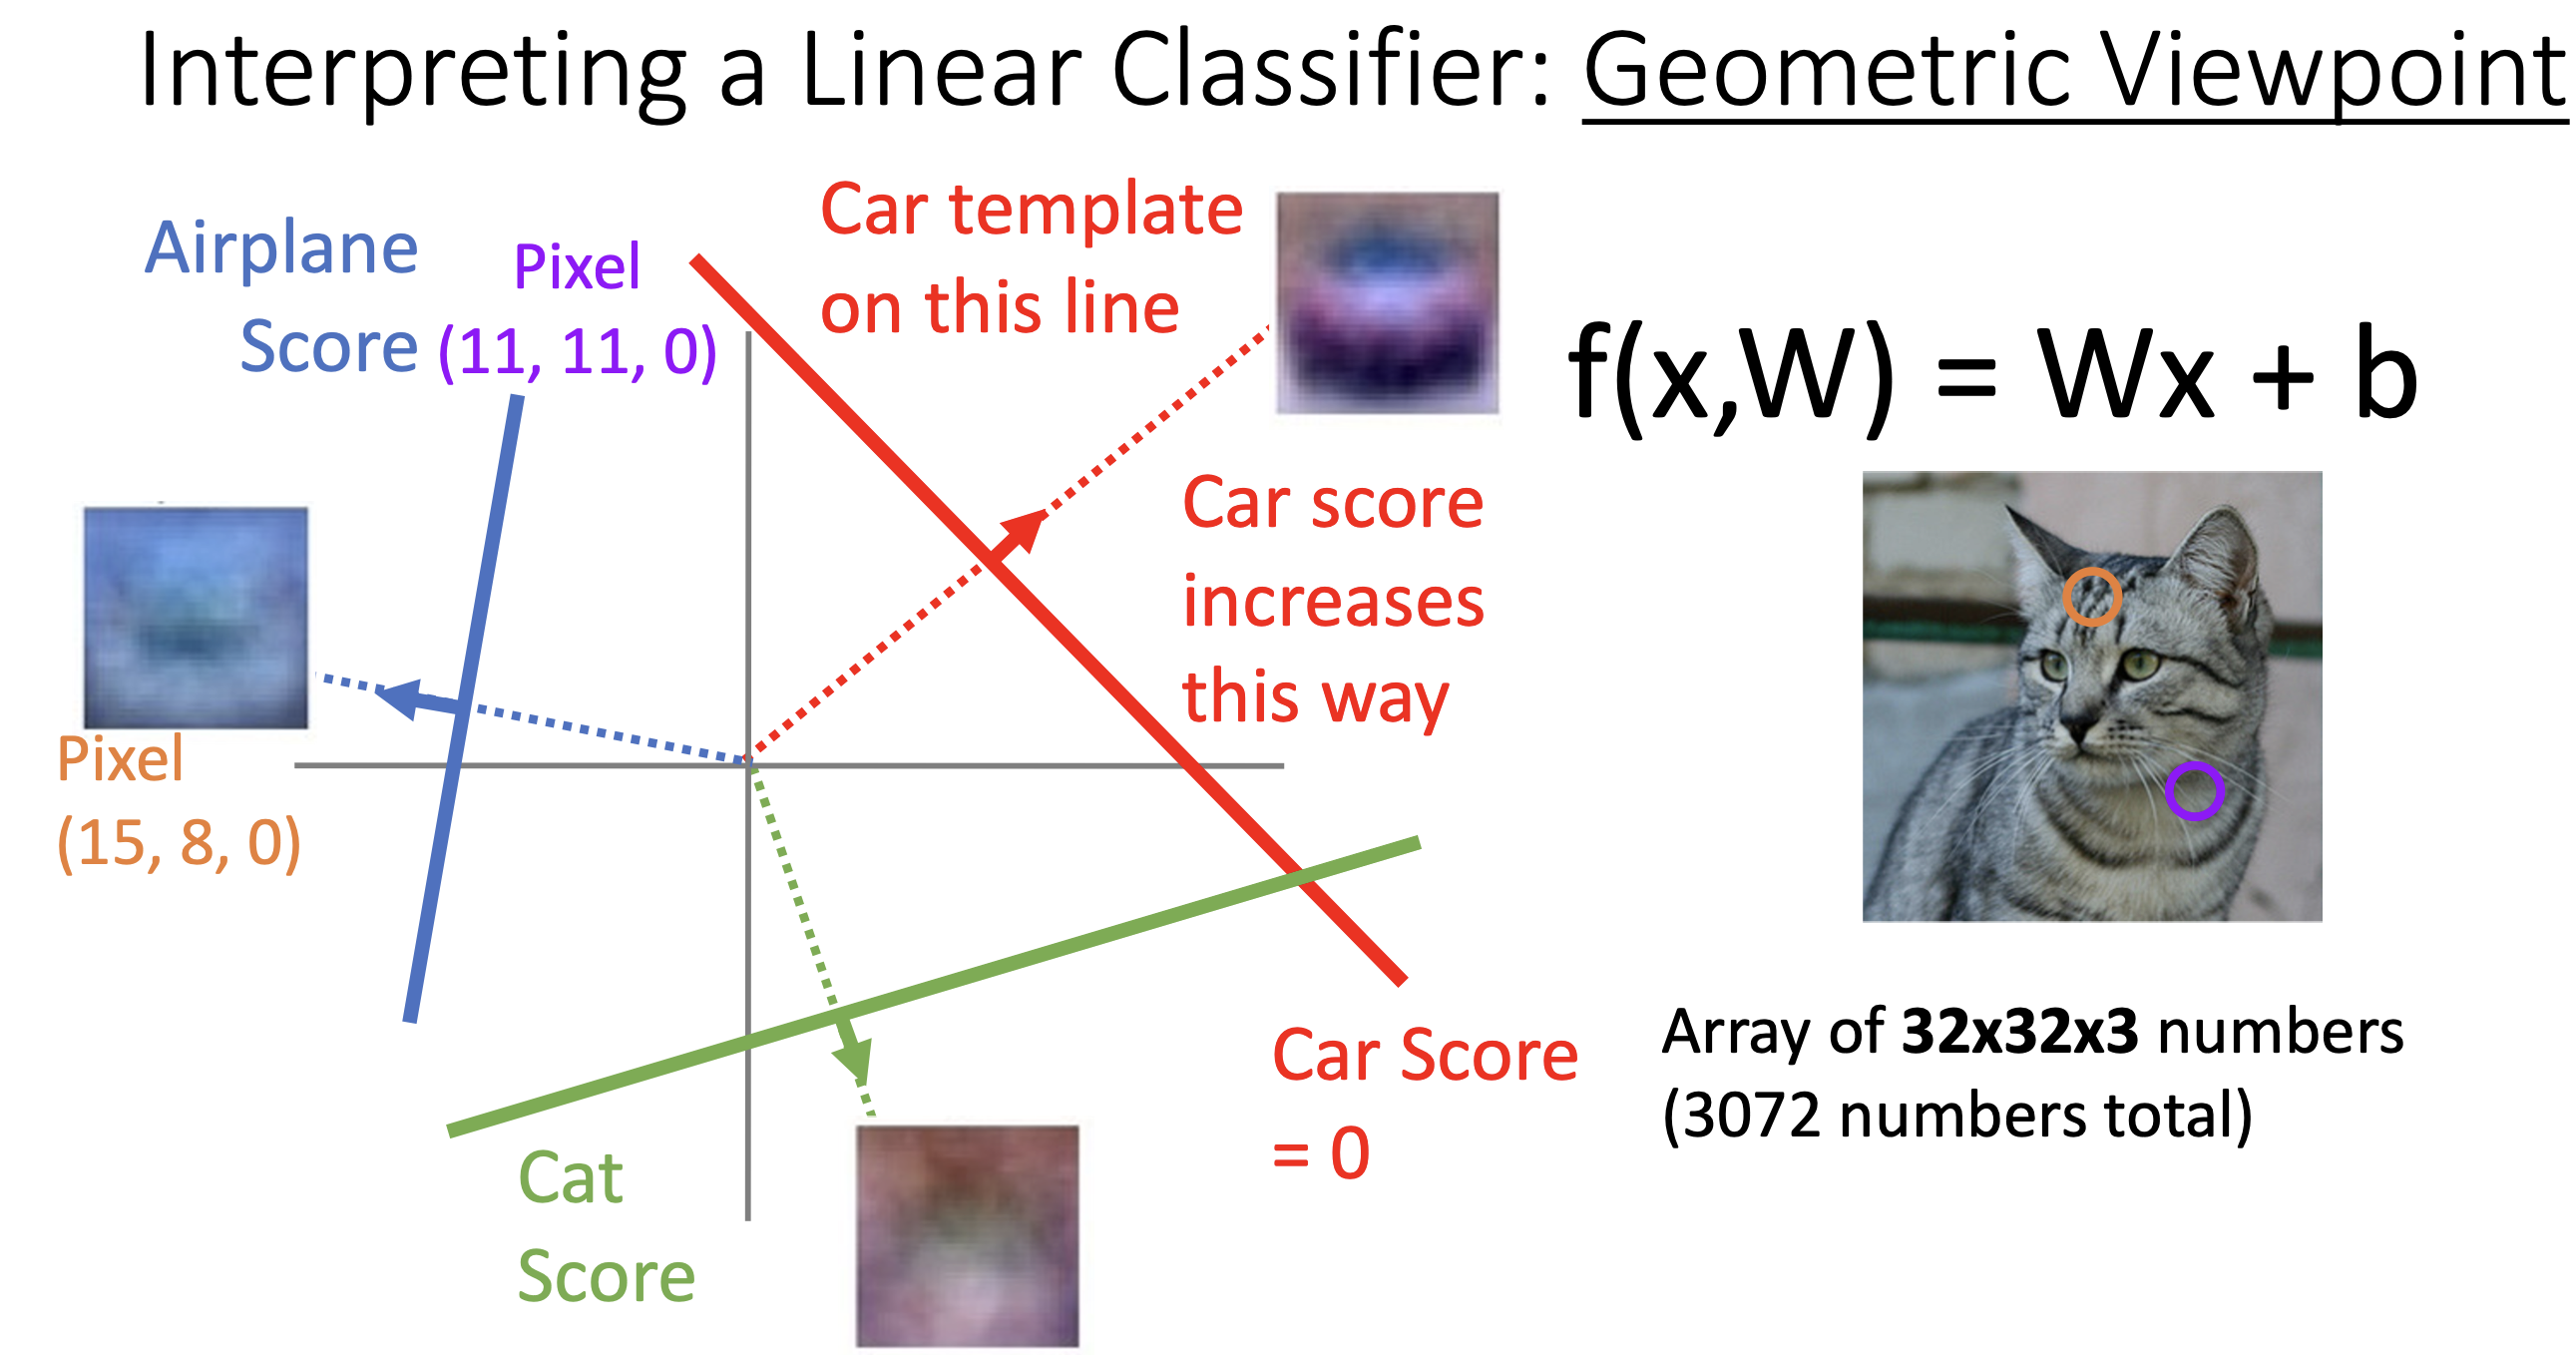 Interpreting a Linear Classifier: Geometric Viewpoint
Airplane
Score
Pixel
(11, 11, 0)
Car template
on this line
f(x,W) = Wx + b
Car score
increases
this way
Pixel
(15, 8, 0)
Car Score
= 0
Cat
Score
Array of 32x32x3 numbers
(3072 numbers total)